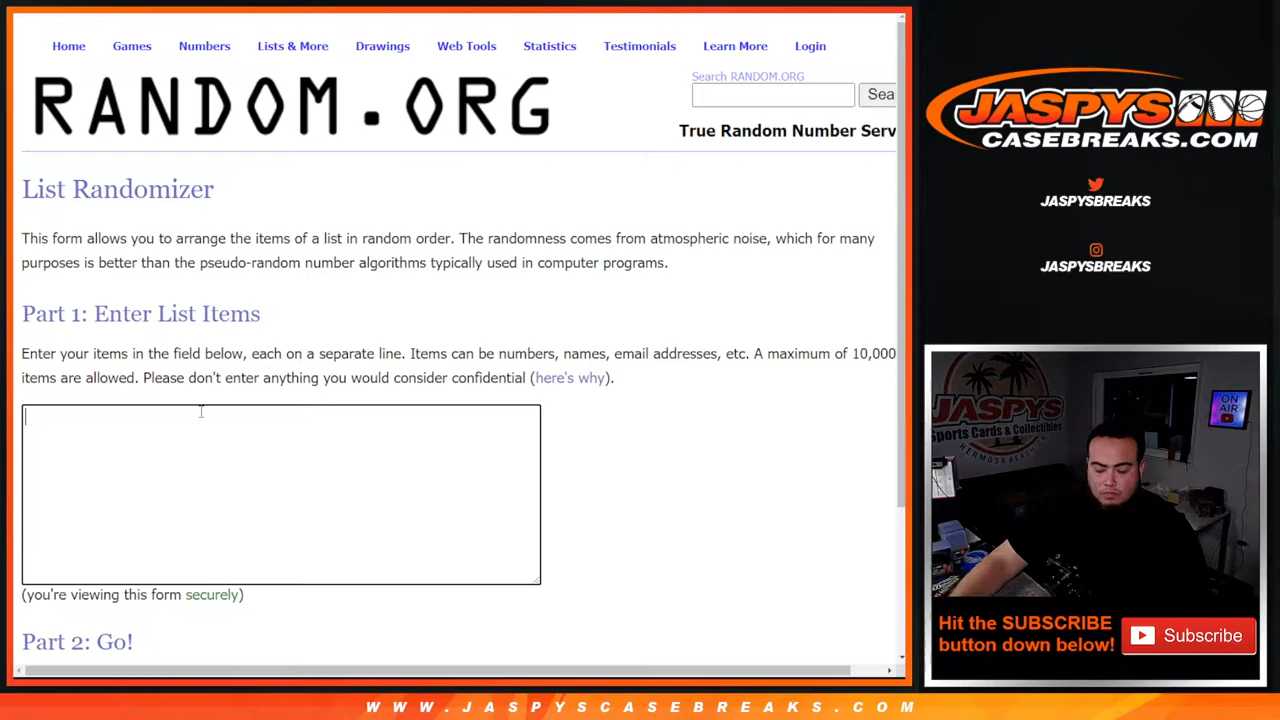 Home Games Numbers Lists & More Drawings Web Tools Statistics Testimonials Learn More Login
RANDOM.ORG
Search RANDOM.ORG
Sea
True Random Number Serv
List Randomizer
This form allows you to arrange the items of a list in random order. The randomness comes from atmospheric noise, which for many
purposes is better than the pseudo-random number algorithms typically used in computer programs.
Part 1: Enter List Items
Enter your items in the field below, each on a separate line. Items can be numbers, names, email addresses, etc. A maximum of 10,000
items are allowed. Please don't enter anything you would consider confidential (here's why).
(you're viewing this form securely)
Part 2: Go!
JASPYS
CASEBREAKS.COM
JASPYSBREAKS
JASPYSBREAKS
JASPYS
Sports Cards & Collectibles
HERMOSA BEACH
ON
AIR
Hit the SUBSCRIBE
button down below!
Subscribe
WWW.JASPYSCASEBREAKS.COM